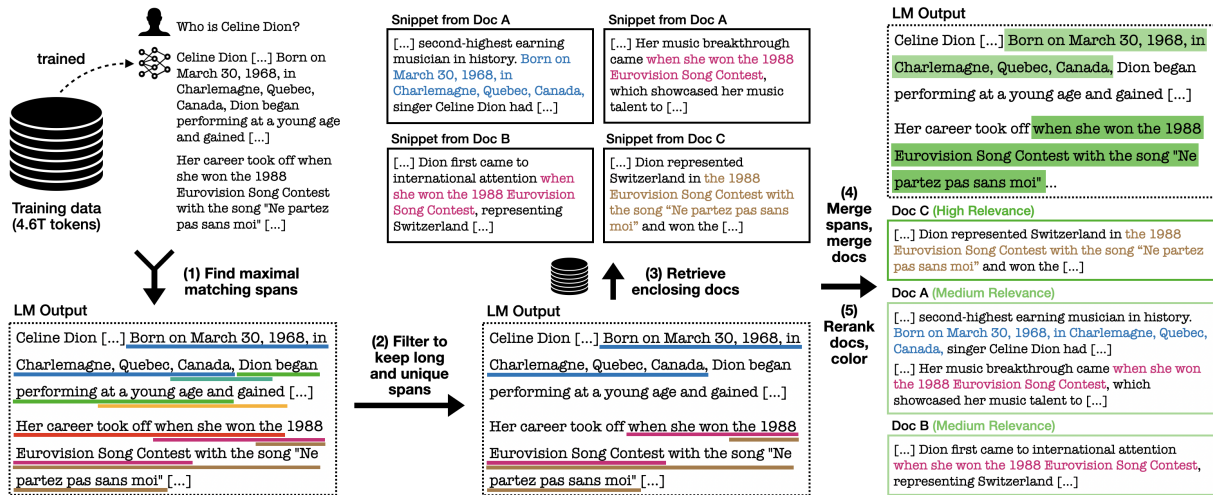 Who is Celine Dion?
trained
Celine Dion [...] Born on
March 30, 1968, in
Charlemagne, Quebec,
Canada, Dion began
performing at a young age
and gained [...]
Her career took off when
she won the 1988
Eurovision Song Contest
with the song "Ne partez
pas sans moi" [...]
Training data
(4.6T tokens)
(1) Find maximal
matching spans
LM Output
Celine Dion [...] Born on March 30, 1968, in
Charlemagne, Quebec, Canada, Dion began
performing at a young age and gained [...]
Her career took off when she won the 1988
Eurovision Song Contest with the song "Ne
partez pas sans moi" [...]
(2) Filter to
keep long
and unique
spans
LM Output
Celine Dion [...] Born on March 30, 1968, in
Charlemagne, Quebec, Canada, Dion began
performing at a young age and gained [...]
Her career took off when she won the 1988
Eurovision Song Contest with the song "Ne
partez pas sans moi" [...]
(3) Retrieve
enclosing docs
Snippet from Doc A
[...] second-highest earning
musician in history. Born on
March 30, 1968, in
Charlemagne, Quebec, Canada,
singer Celine Dion had [...]
Snippet from Doc A
[...] Her music breakthrough
came when she won the 1988
Eurovision Song Contest,
which showcased her music
talent to [...]
Snippet from Doc B
[...] Dion first came to
international attention when
she won the 1988 Eurovision
Song Contest, representing
Switzerland [...]
Snippet from Doc C
[...] Dion represented
Switzerland in the 1988
Eurovision Song Contest with
the song “Ne partez pas sans
moi” and won the [...]
(4)
Merge
spans,
merge
docs
(5)
Rerank
docs,
color
LM Output
Celine Dion [...] Born on March 30, 1968, in
Charlemagne, Quebec, Canada, Dion began
performing at a young age and gained [...]
Her career took off when she won the 1988
Eurovision Song Contest with the song "Ne
partez pas sans moi" ...
Doc C (High Relevance)
[...] Dion represented Switzerland in the 1988
Eurovision Song Contest with the song “Ne partez
pas sans moi” and won the [...]
Doc A (Medium Relevance)
[...] second-highest earning musician in history.
Born on March 30, 1968, in Charlemagne, Quebec,
Canada, singer Celine Dion had [...]
[...] Her music breakthrough came when she won
the 1988 Eurovision Song Contest, which
showcased her music talent to [...]
Doc B (Medium Relevance)
[...] Dion first came to international attention
when she won the 1988 Eurovision Song Contest,
representing Switzerland [...]